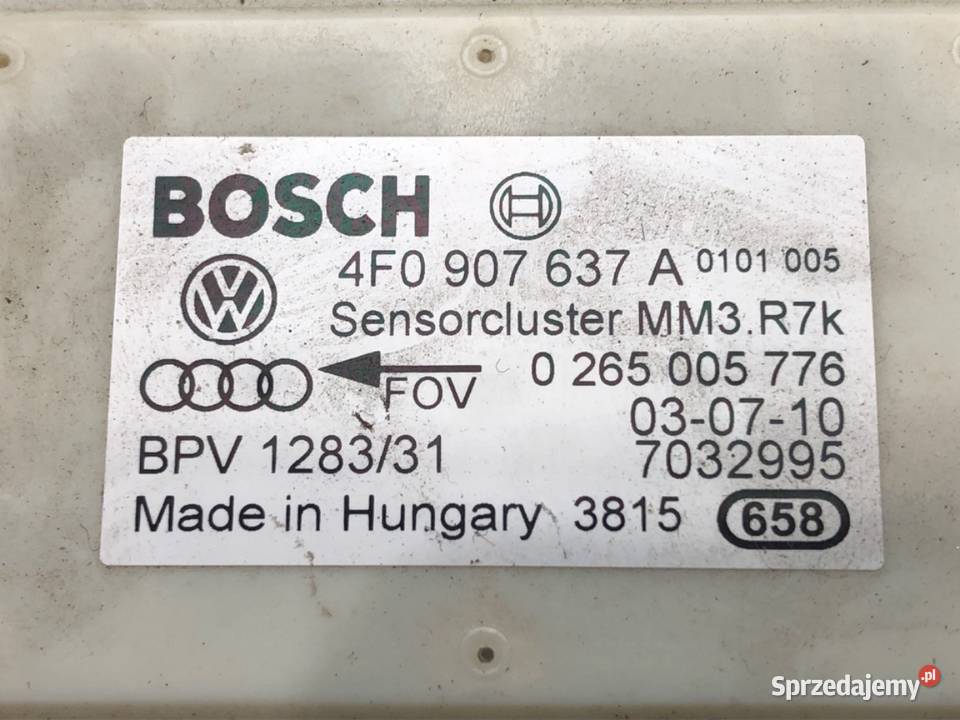 BOSCH
4F0 907 637 A 0101 005
Sensorcluster MM3.R7k
0 265 005 776
FOV
03-07-10
BPV 1283/31 7032995
Made in Hungary 3815 658
Sprzedajemy.pl